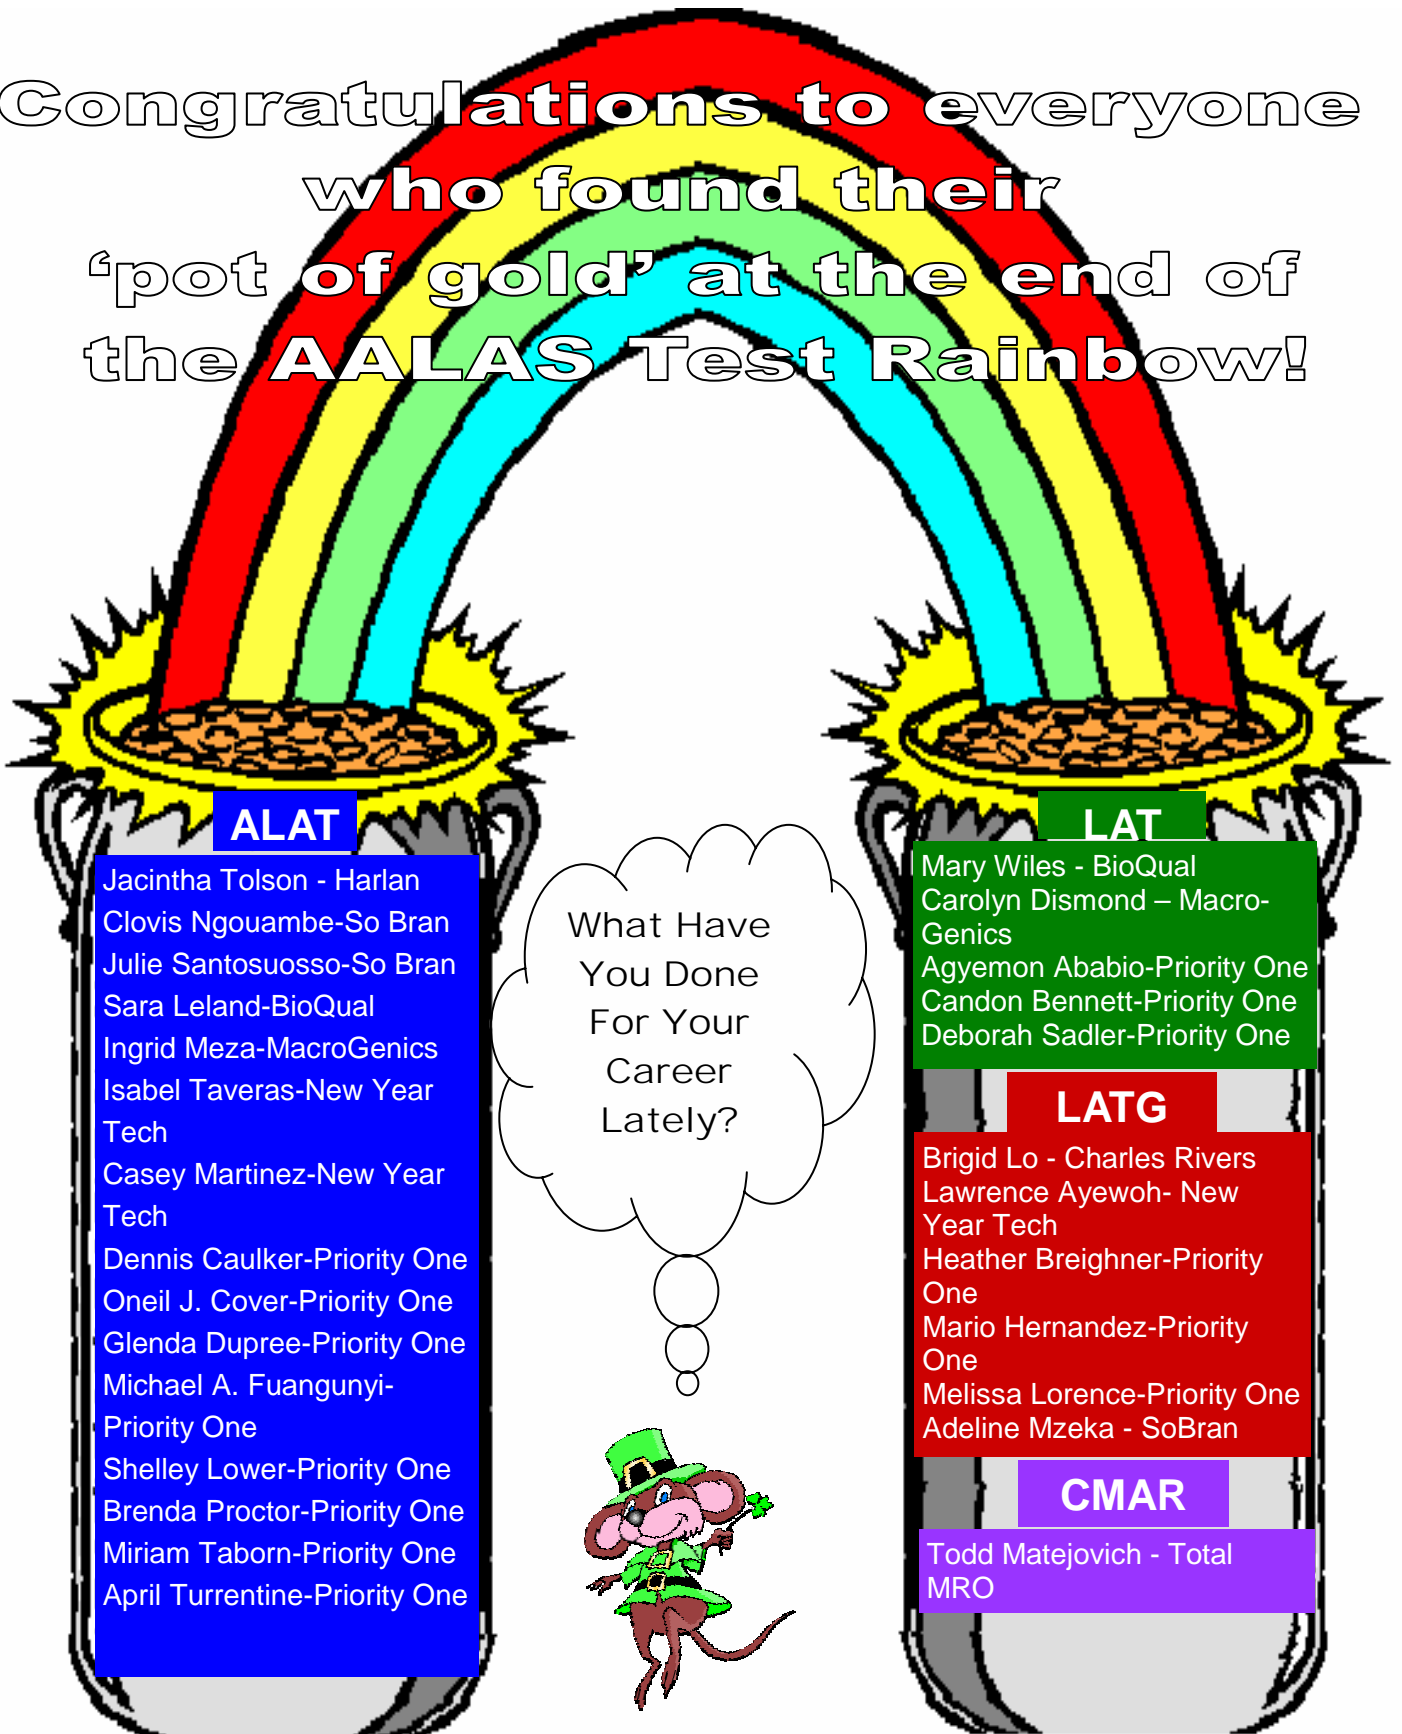 Congratulations to everyone
who found their
‘pot of gold’ at the end of
the AALAS Test Rainbow!
ALAT
Jacintha Tolson - Harlan
Clovis Ngouambe-So Bran
Julie Santosuosso-So Bran
Sara Leland-BioQual
Ingrid Meza-MacroGenics
Isabel Taveras-New Year
Tech
Casey Martinez-New Year
Tech
Dennis Caulker-Priority One
Oneil J. Cover-Priority One
Glenda Dupree-Priority One
Michael A. Fuangunyi-
Priority One
Shelley Lower-Priority One
Brenda Proctor-Priority One
Miriam Taborn-Priority One
April Turrentine-Priority One
What Have
You Done
For Your
Career
Lately?
LAT
Mary Wiles - BioQual
Carolyn Dismond – Macro-
Genics
Agyemon Ababio-Priority One
Candon Bennett-Priority One
Deborah Sadler-Priority One
LATG
Brigid Lo - Charles Rivers
Lawrence Ayewoh- New
Year Tech
Heather Breighner-Priority
One
Mario Hernandez-Priority
One
Melissa Lorence-Priority One
Adeline Mzeka - SoBran
CMAR
Todd Matejovich - Total
MRO